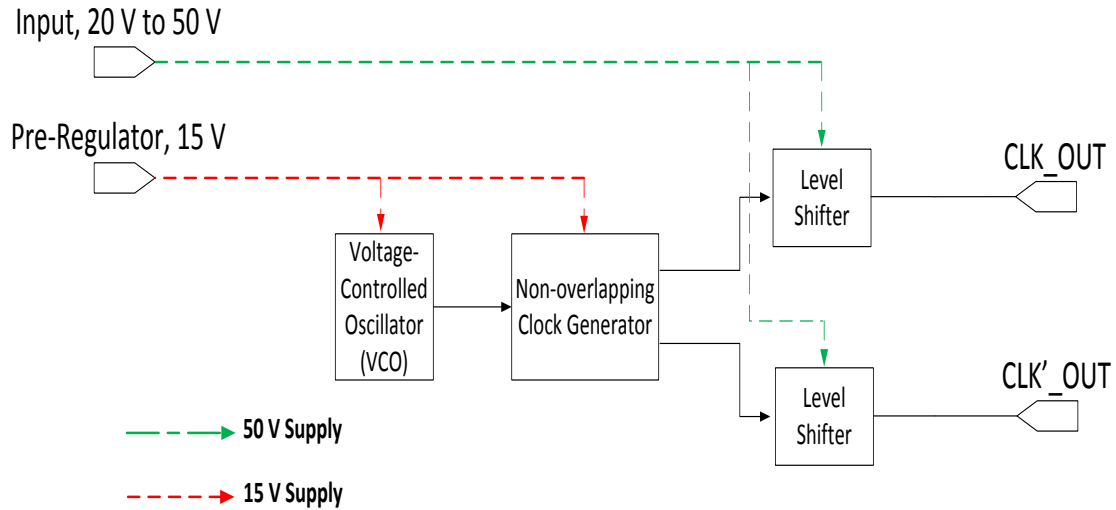 Input, 20 V to 50 V
Pre-Regulator, 15 V
CLK_OUT
Level
Shifter
Voltage-
Controlled
Oscillator
(VCO)
Non-overlapping
Clock Generator
CLK’_OUT
Level
Shifter
50 V Supply
15 V Supply